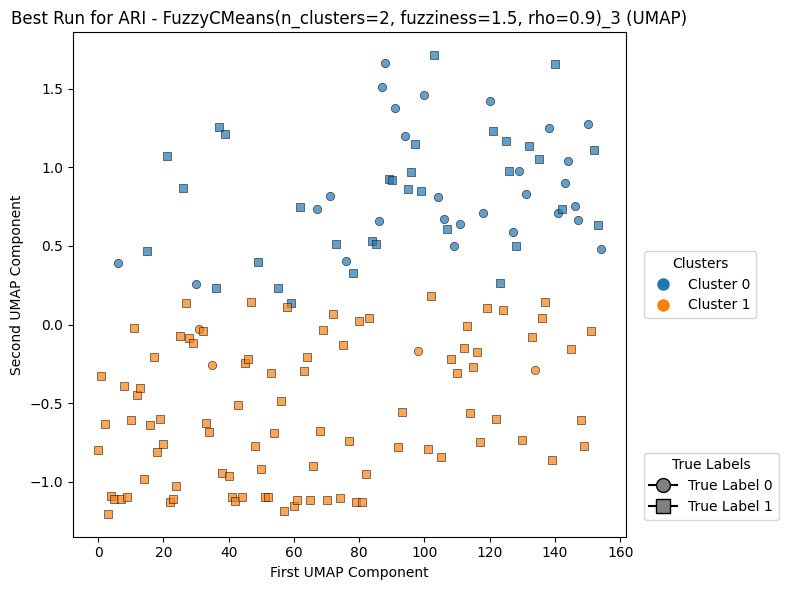 Best Run for ARI - FuzzyCMeans(n_clusters=2, fuzziness=1.5, rho=0.9)_3 (UMAP)
1.5
1.0
0.5
0.0
−0.5
−1.0
Second UMAP Component
0 20 40 60 80 100 120 140 160
First UMAP Component
Clusters
Cluster 0
Cluster 1
True Labels
True Label 0
True Label 1